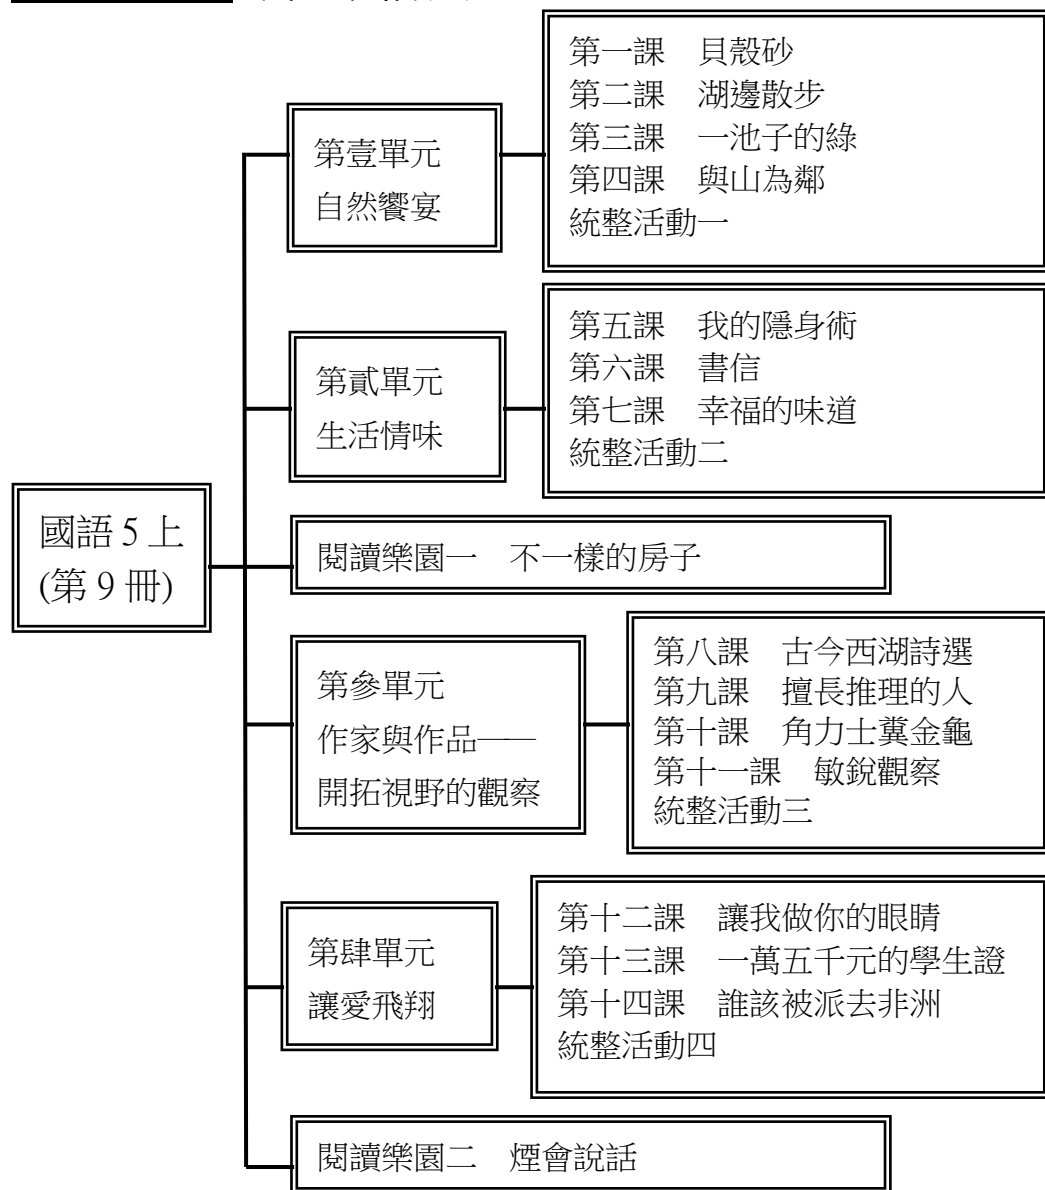 第一課　貝殼砂
第二課　湖邊散步
第三課　一池子的綠
第四課　與山為鄰
統整活動一
第壹單元
自然饗宴
第五課　我的隱身術
第六課　書信
第七課　幸福的味道
統整活動二
第貳單元
生活情味
國語 5 上
(第 9 冊)
閱讀樂園一　不一樣的房子
第八課　古今西湖詩選
第九課　擅長推理的人
第十課　角力士糞金龜
第十一課　敏銳觀察
統整活動三
第參單元
作家與作品——
開拓視野的觀察
第十二課　讓我做你的眼睛
第十三課　一萬五千元的學生證
第十四課　誰該被派去非洲
統整活動四
第肆單元
讓愛飛翔
閱讀樂園二　煙會說話